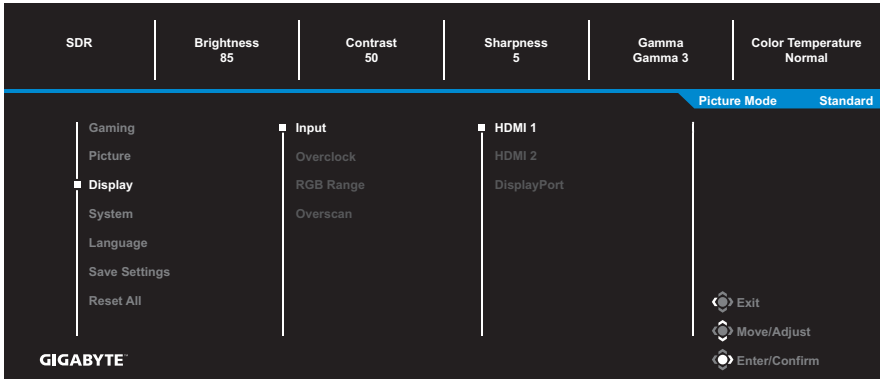 SDR
Brightness
85
Contrast
50
Sharpness
5
Gamma
Gamma 3
Color Temperature
Normal
Picture Mode Standard
Gaming
Picture
Display
System
Language
Save Settings
Reset All
Input
Overclock
RGB Range
Overscan
HDMI 1
HDMI 2
DisplayPort
Exit
Move/Adjust
Enter/Confirm
GIGABYTE™